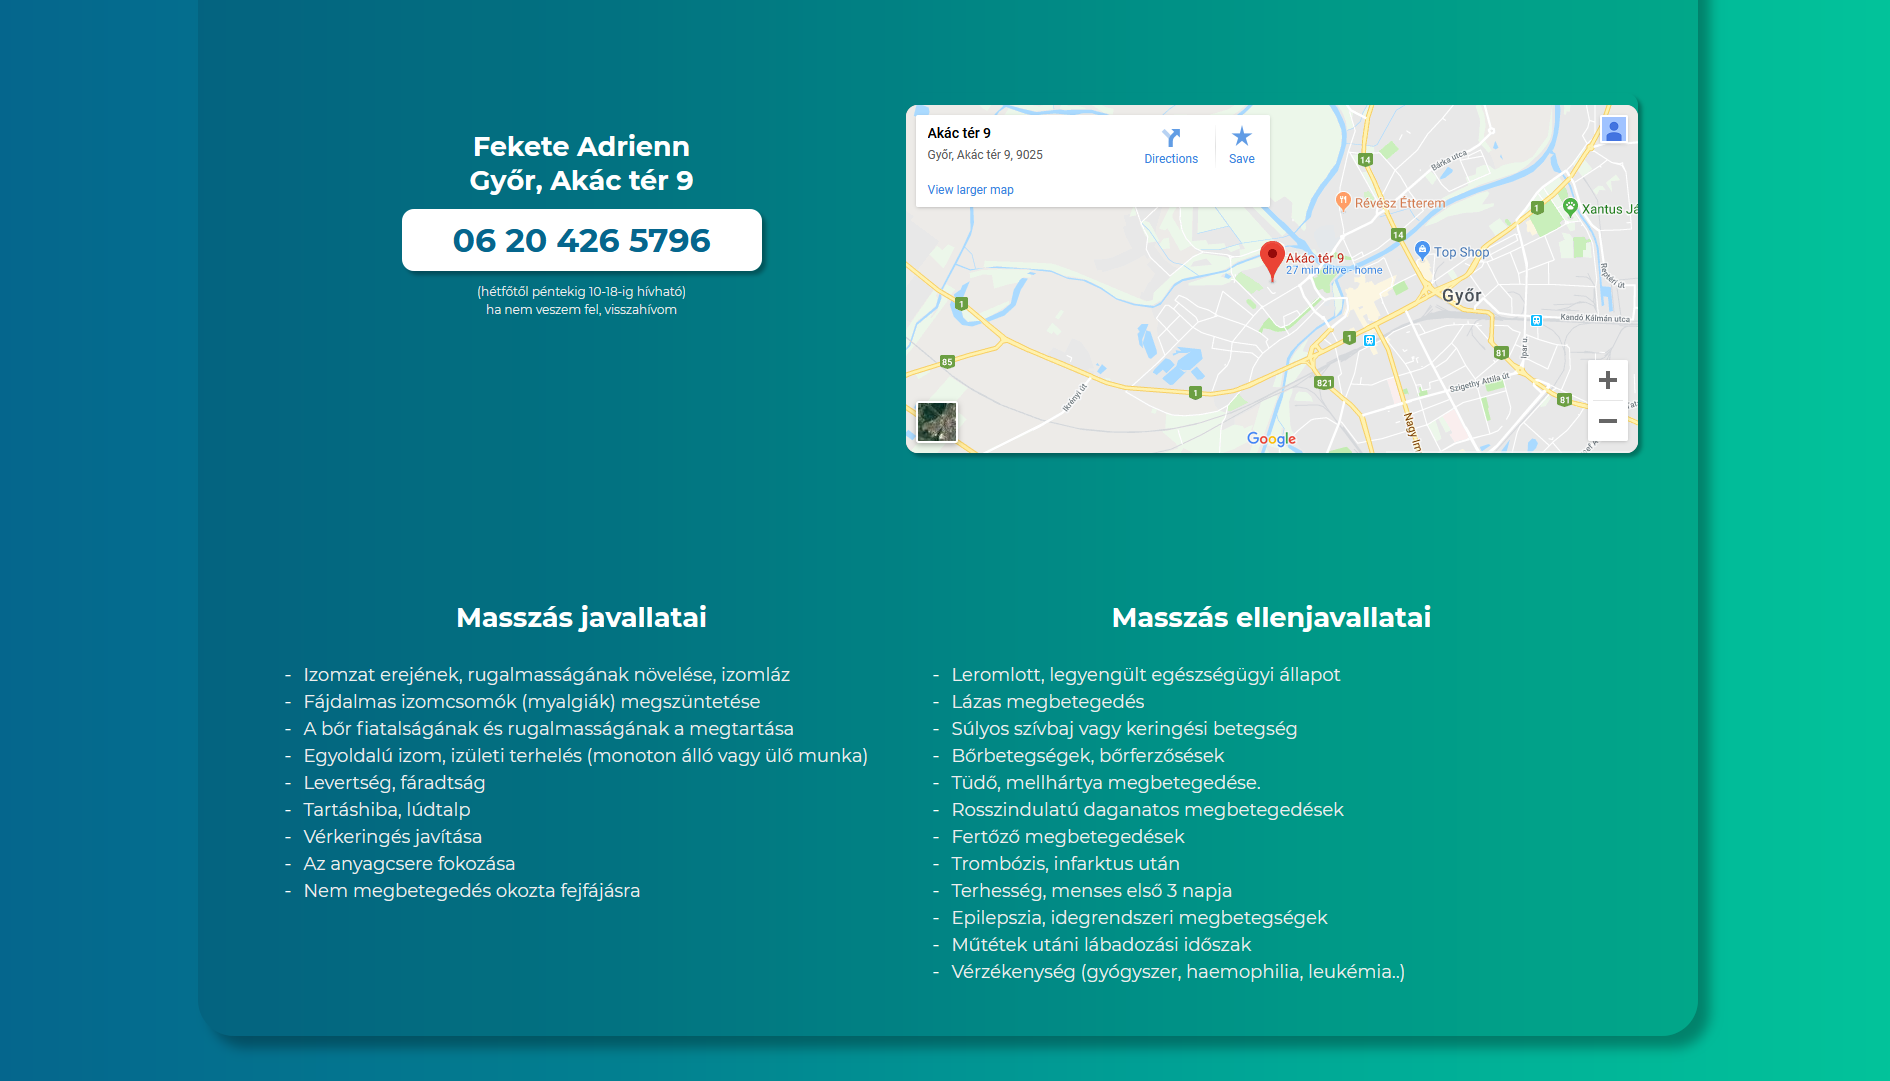 Fekete Adrienn
Győr, Akác tér 9
06 20 426 5796
(hétfőtől péntekig 10-18-ig hívható)
ha nem veszem fel, visszahívom
Akác tér 9
Győr, Akác tér 9, 9025
Directions
Save
View larger map
14
Bárka utca
Révész Étterem
1
Xantus Já
14
Top Shop
Akác tér 9
27 min drive - home
Győr
Reptéri út
1
Kandó Kálmán utca
1
Ipar u.
81
85
821
Szigethy Attila út
1
Ikrényi út
81
Nagy Im
Google
Masszás javallatai
- Izomzat erejének, rugalmasságának növelése, izomláz
- Fájdalmas izomcsomók (myalgiák) megszüntetése
- A bőr fiatalságának és rugalmasságának a megtartása
- Egyoldalú izom, izületi terhelés (monoton álló vagy ülő munka)
- Levertség, fáradtság
- Tartáshiba, lúdtalp
- Vérkeringés javítása
- Az anyagcsere fokozása
- Nem megbetegedés okozta fejfájásra
Masszás ellenjavallatai
- Leromlott, legyengült egészségügyi állapot
- Lázas megbetegedés
- Súlyos szívbaj vagy keringési betegség
- Bőrbetegségek, bőrferzősések
- Tüdő, mellhártya megbetegedése.
- Rosszindulatú daganatos megbetegedések
- Fertőző megbetegedések
- Trombózis, infarktus után
- Terhesség, menses első 3 napja
- Epilepszia, idegrendszeri megbetegségek
- Műtétek utáni lábadozási időszak
- Vérzékenység (gyógyszer, haemophilia, leukémia..)